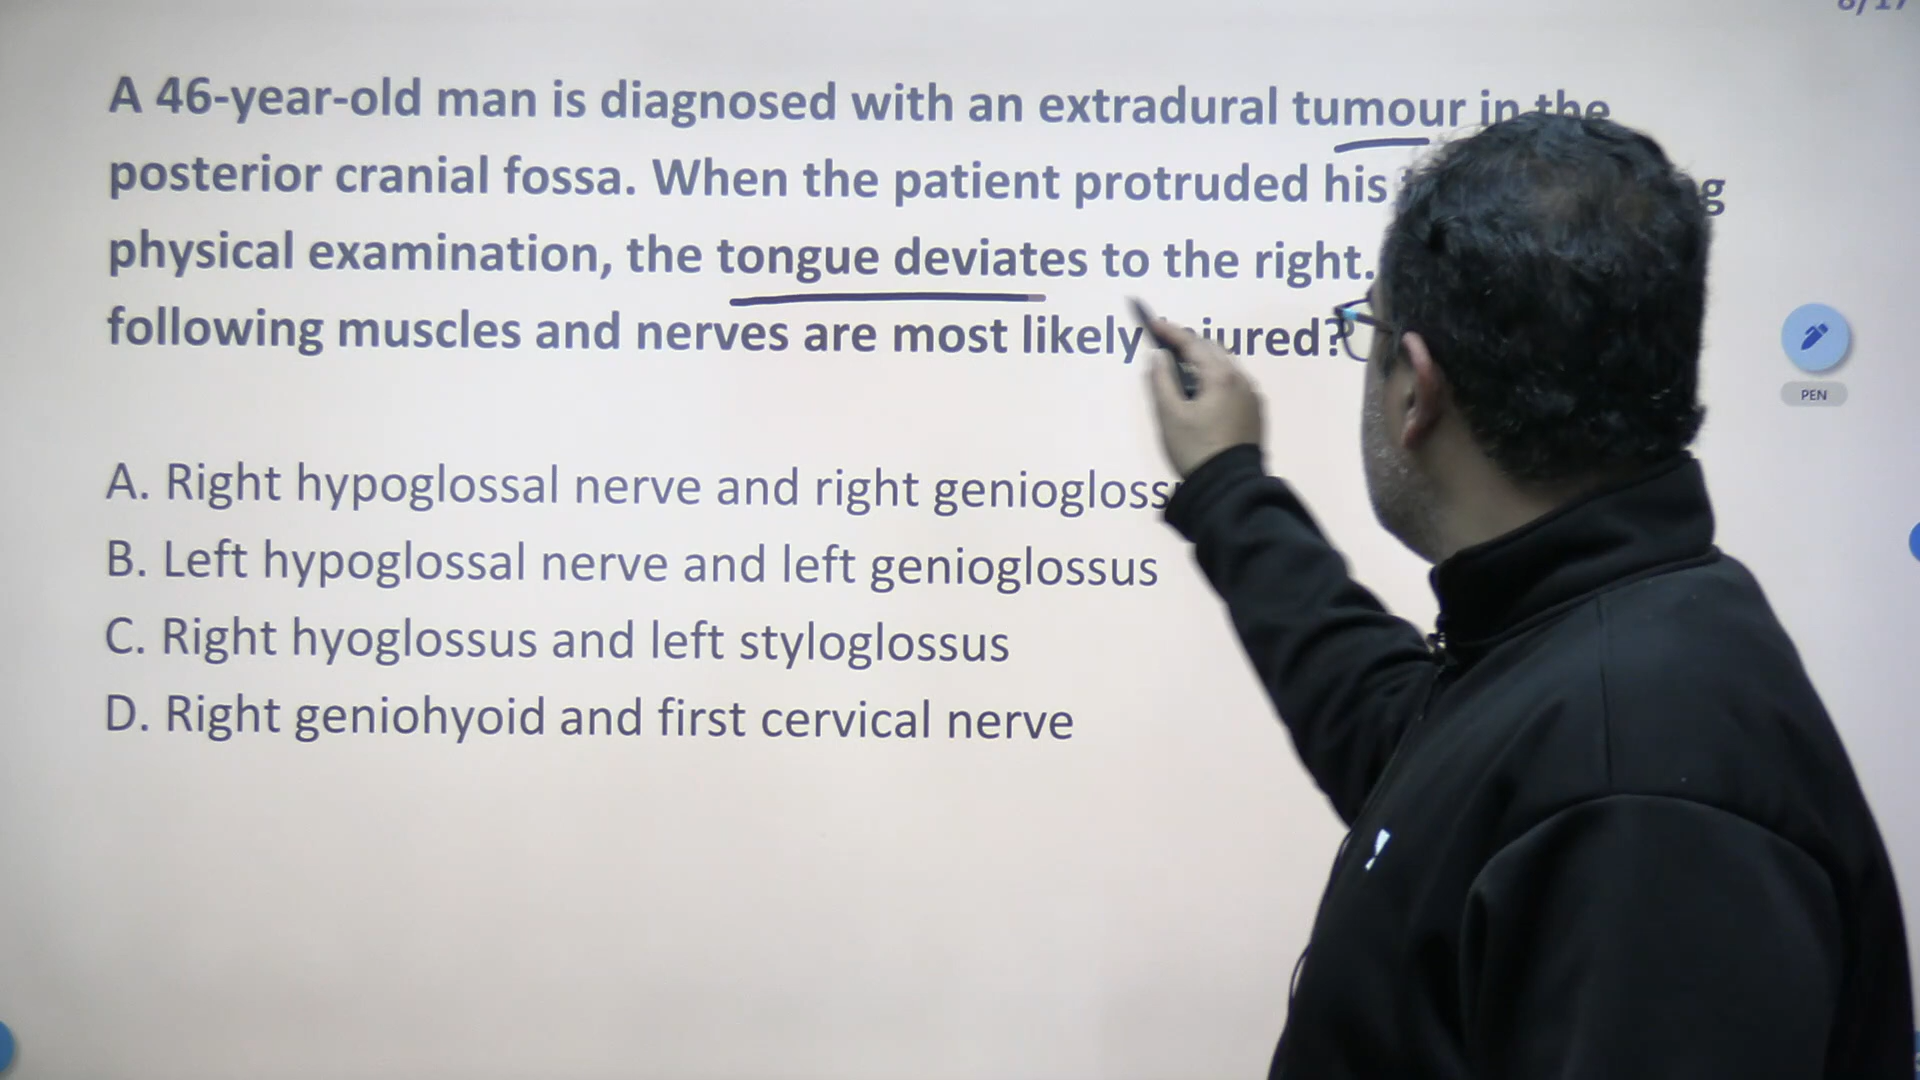 8/17
A 46-year-old man is diagnosed with an extradural tumour in the
posterior cranial fossa. When the patient protruded his
physical examination, the tongue deviates to the right.
following muscles and nerves are most likely injured?
PEN
A. Right hypoglossal nerve and right
B. Left hypoglossal nerve and left genioglossus
C. Right hyoglossus and left styloglossus
D. Right geniohyoid and first cervical nerve